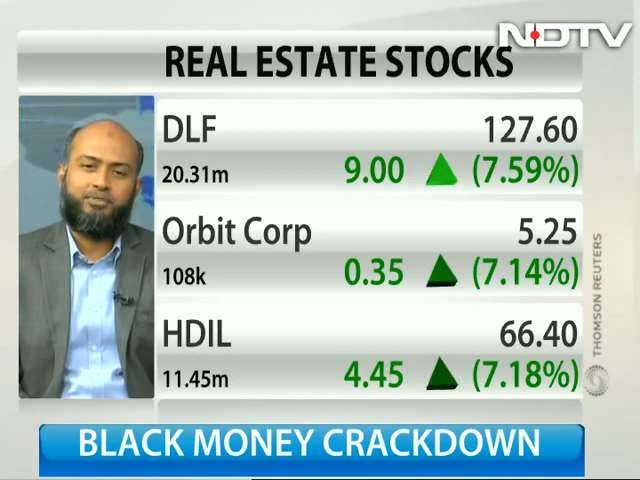 NDTV
REAL ESTATE STOCKS
DLF 127.60
20.31m 9.00 (7.59%)
Orbit Corp 5.25
108k 0.35 (7.14%)
HDIL 66.40
11.45m 4.45 (7.18%)
THOMSON REUTERS
BLACK MONEY CRACKDOWN